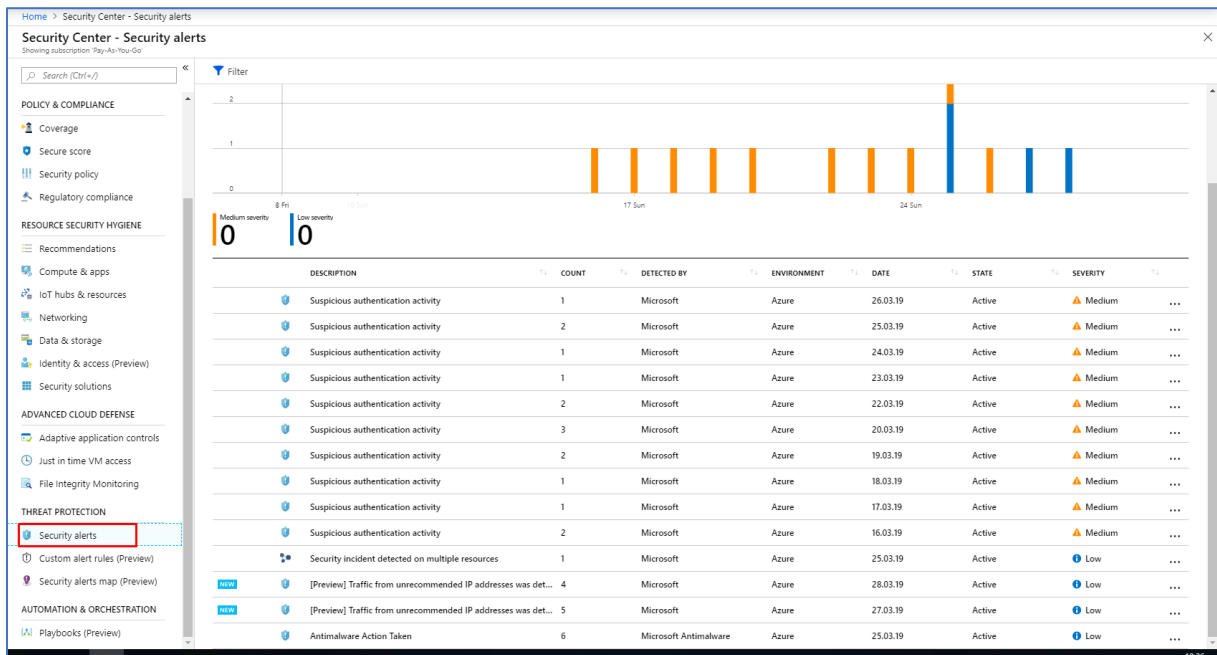 Home > Security Center - Security alerts
Security Center - Security alerts
Showing subscription 'Pay-As-You-Go'
Search (Ctrl+/)
POLICY & COMPLIANCE
Coverage
Secure score
Security policy
Regulatory compliance
RESOURCE SECURITY HYGIENE
Recommendations
Compute & apps
IoT hubs & resources
Networking
Data & storage
Identity & access (Preview)
Security solutions
ADVANCED CLOUD DEFENSE
Adaptive application controls
Just in time VM access
File Integrity Monitoring
THREAT PROTECTION
Security alerts
Custom alert rules (Preview)
Security alerts map (Preview)
AUTOMATION & ORCHESTRATION
Playbooks (Preview)
Filter
2
1
0
8 Fri 10 Sun 17 Sun 24 Sun
Medium severity Low severity
0 0
DESCRIPTION COUNT DETECTED BY ENVIRONMENT DATE STATE SEVERITY
Suspicious authentication activity 1 Microsoft Azure 26.03.19 Active Medium ...
Suspicious authentication activity 2 Microsoft Azure 25.03.19 Active Medium ...
Suspicious authentication activity 1 Microsoft Azure 24.03.19 Active Medium ...
Suspicious authentication activity 1 Microsoft Azure 23.03.19 Active Medium ...
Suspicious authentication activity 2 Microsoft Azure 22.03.19 Active Medium ...
Suspicious authentication activity 3 Microsoft Azure 20.03.19 Active Medium ...
Suspicious authentication activity 2 Microsoft Azure 19.03.19 Active Medium ...
Suspicious authentication activity 1 Microsoft Azure 18.03.19 Active Medium ...
Suspicious authentication activity 1 Microsoft Azure 17.03.19 Active Medium ...
Suspicious authentication activity 2 Microsoft Azure 16.03.19 Active Medium ...
Security incident detected on multiple resources 1 Microsoft Azure 25.03.19 Active Low ...
NEW [Preview] Traffic from unrecommended IP addresses was det... 4 Microsoft Azure 28.03.19 Active Low ...
NEW [Preview] Traffic from unrecommended IP addresses was det... 5 Microsoft Azure 27.03.19 Active Low ...
Antimalware Action Taken 6 Microsoft Antimalware Azure 25.03.19 Active Low ...